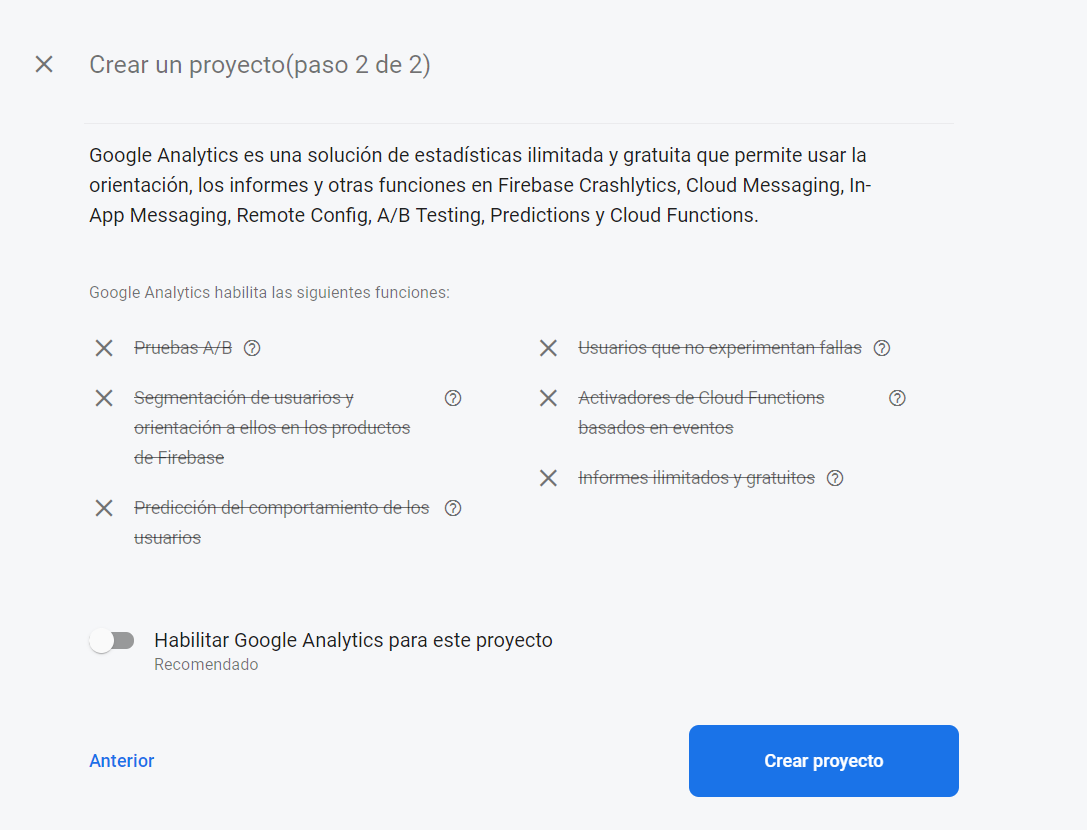 Crear un proyecto(paso 2 de 2)
Google Analytics es una solución de estadísticas ilimitada y gratuita que permite usar la
orientación, los informes y otras funciones en Firebase Crashlytics, Cloud Messaging, In-
App Messaging, Remote Config, A/B Testing, Predictions y Cloud Functions.
Google Analytics habilita las siguientes funciones:
Pruebas A/B
Segmentación de usuarios y
orientación a ellos en los productos
de Firebase
Predicción del comportamiento de los
usuarios
Usuarios que no experimentan fallas
Activadores de Cloud Functions
basados en eventos
Informes ilimitados y gratuitos
Habilitar Google Analytics para este proyecto
Recomendado
Anterior
Crear proyecto